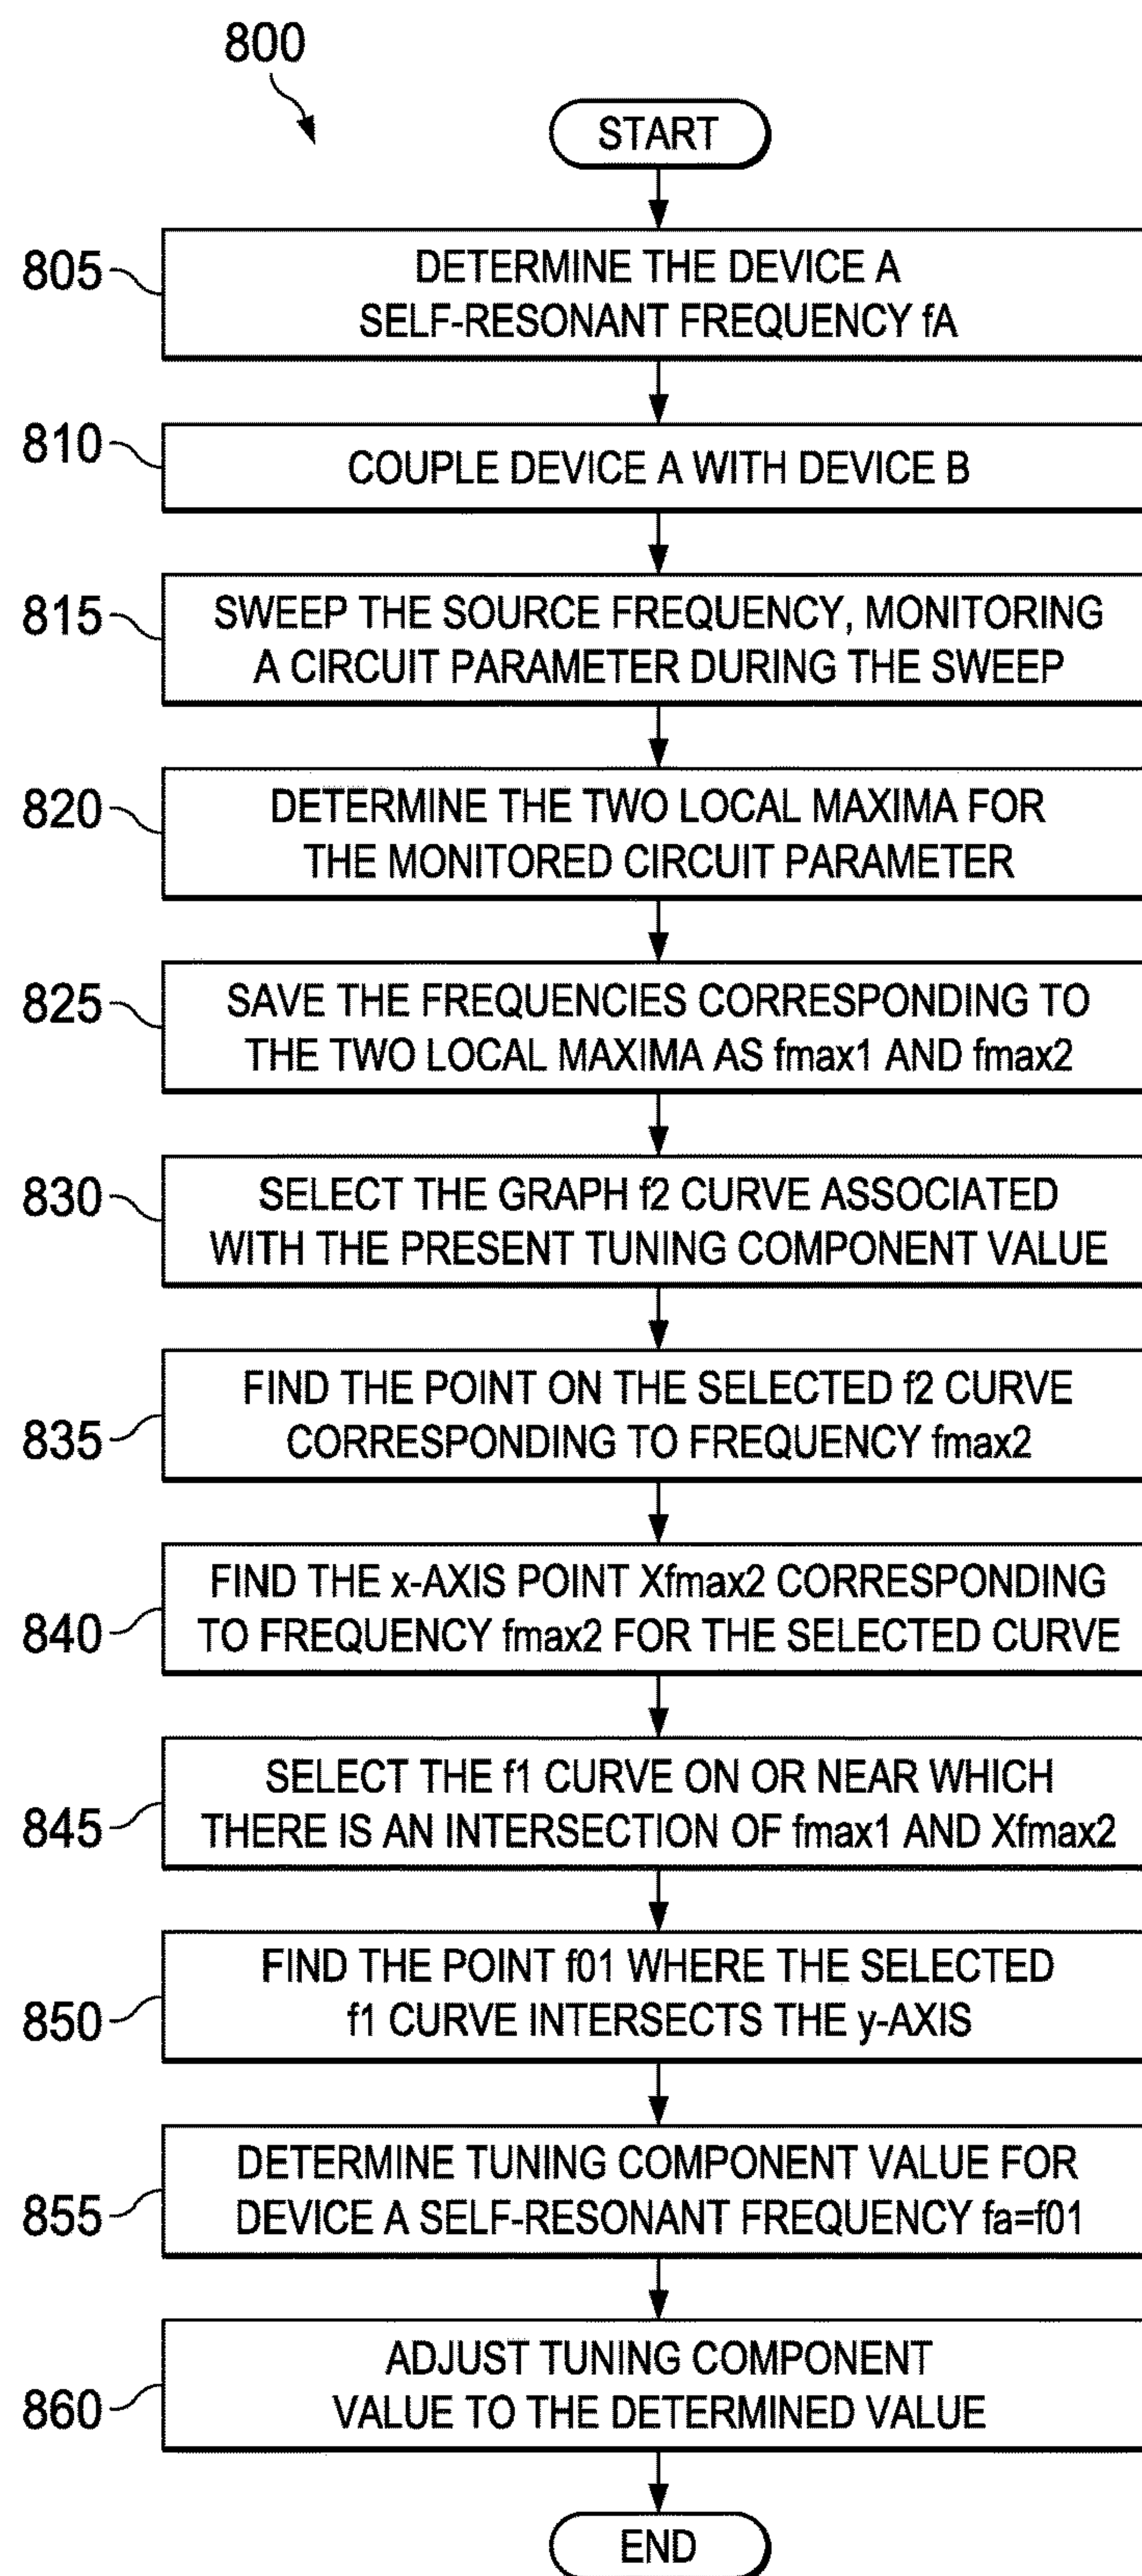 800
START
805
DETERMINE THE DEVICE A
SELF-RESONANT FREQUENCY fA
810
COUPLE DEVICE A WITH DEVICE B
815
SWEEP THE SOURCE FREQUENCY, MONITORING
A CIRCUIT PARAMETER DURING THE SWEEP
820
DETERMINE THE TWO LOCAL MAXIMA FOR
THE MONITORED CIRCUIT PARAMETER
825
SAVE THE FREQUENCIES CORRESPONDING TO
THE TWO LOCAL MAXIMA AS fmax1 AND fmax2
830
SELECT THE GRAPH f2 CURVE ASSOCIATED
WITH THE PRESENT TUNING COMPONENT VALUE
835
FIND THE POINT ON THE SELECTED f2 CURVE
CORRESPONDING TO FREQUENCY fmax2
840
FIND THE x-AXIS POINT Xfmax2 CORRESPONDING
TO FREQUENCY fmax2 FOR THE SELECTED CURVE
845
SELECT THE f1 CURVE ON OR NEAR WHICH
THERE IS AN INTERSECTION OF fmax1 AND Xfmax2
850
FIND THE POINT f01 WHERE THE SELECTED
f1 CURVE INTERSECTS THE y-AXIS
855
DETERMINE TUNING COMPONENT VALUE FOR
DEVICE A SELF-RESONANT FREQUENCY fa=f01
860
ADJUST TUNING COMPONENT
VALUE TO THE DETERMINED VALUE
END